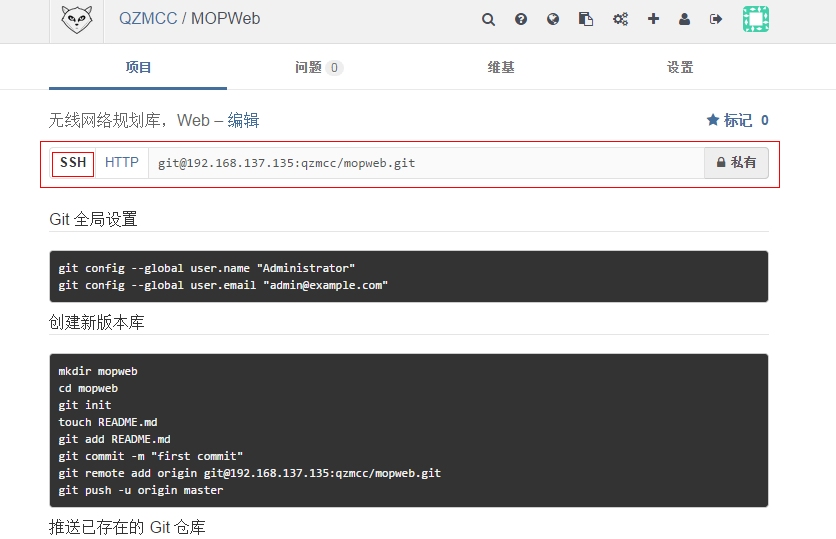 QZMCC / MOPWeb
项目 问题 0 维基 设置
无线网络规划库，Web – 编辑 标记 0
SSH HTTP git@192.168.137.135:qzmcc/mopweb.git 私有
Git 全局设置
git config --global user.name "Administrator"
git config --global user.email "admin@example.com"
创建新版本库
mkdir mopweb
cd mopweb
git init
touch README.md
git add README.md
git commit -m "first commit"
git remote add origin git@192.168.137.135:qzmcc/mopweb.git
git push -u origin master
推送已存在的 Git 仓库